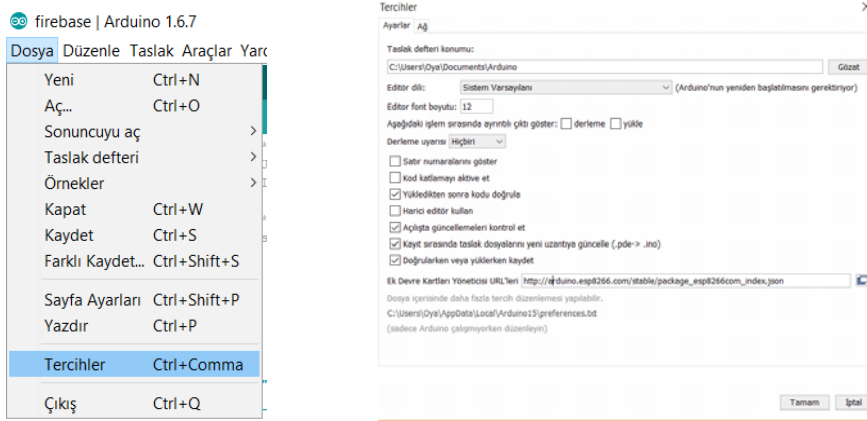 firebase | Arduino 1.6.7
Dosya Düzenle Taslak Araçlar Yard
Yeni Ctrl+N
Aç... Ctrl+O
Sonuncuyu aç
Taslak defteri
Örnekler
Kapat Ctrl+W
Kaydet Ctrl+S
Farklı Kaydet... Ctrl+Shift+S
Sayfa Ayarları Ctrl+Shift+P
Yazdır Ctrl+P
Tercihler Ctrl+Comma
Çıkış Ctrl+Q
Tercihler
Ayarlar Ağ
Taslak defteri konumu:
C:\Users\Oya\Documents\Arduino Gözat
Editör dili: Sistem Varsayılanı (Arduino'nun yeniden başlatılmasını gerektiriyor)
Editor font boyutu: 12
Aşağıdaki işlem sırasında ayrıntılı çıktı göster: derleme yükle
Derleme uyarısı Hiçbiri
Satır numaralarını göster
Kod katlamayı aktive et
Yükledikten sonra kodu doğrula
Harici editör kullan
Açılışta güncellemeleri kontrol et
Kayıt sırasında taslak dosyalarını yeni uzantıya güncelle (.pde-> .ino)
Doğrularken veya yüklerken kaydet
Ek Devre Kartları Yöneticisi URL'leri http://arduino.esp8266.com/stable/package_esp8266com_index.json
Dosya içerisinde daha fazla tercih düzenlemesi yapılabilir.
C:\Users\Oya\AppData\Local\Arduino15\preferences.txt
(sadece Arduino çalışmıyorken düzenleyin)
Tamam İptal